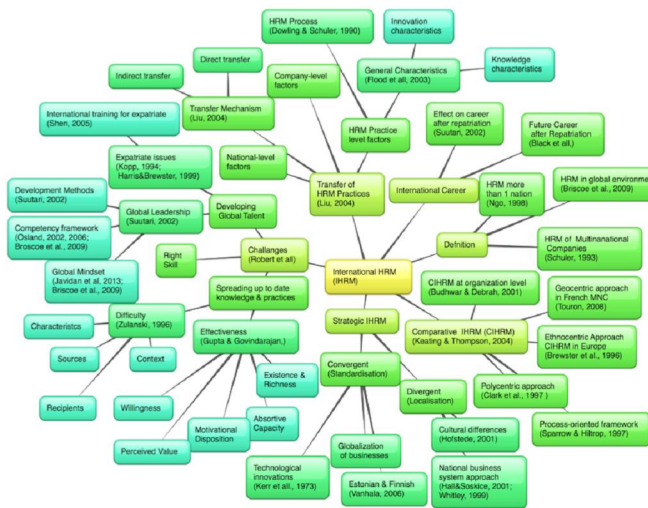 HRM Process
(Dowling & Schuler, 1990)
Innovation
characteristics
Direct transfer
Indirect transfer
Company-level
factors
General Characteristics
(Flood et all, 2003)
Knowledge
characteristics
Transfer Mechanism
(Liu, 2004)
International training for expatriate
(Shen, 2005)
Effect on career
after repatriation
(Suutari, 2002)
Future Career
after Repatriation
(Black et all,)
HRM Practice
level factors
Expatriate issues
(Kopp, 1994;
Harris&Brewster, 1999)
National-level
factors
Transfer of
HRM Practices
(Liu, 2004)
International Career
HRM in global environme
(Briscoe et al., 2009)
HRM more
than 1 nation
(Ngo, 1998)
Development Methods
(Suutari, 2002)
Global Leadership
(Suutari, 2002)
Developing
Global Talent
Competency framework
(Osland, 2002, 2006;
Broscoe et al., 2009)
Defnition
HRM of Multinanational
Companies
(Schuler, 1993)
Right
Skill
Challanges
(Robert et all)
International HRM
(IHRM)
Global Mindset
(Javidan et al, 2013;
Briscoe et al., 2009)
CIHRM at organization level
(Budhwar & Debrah, 2001)
Geocentric approach
in French MNC
(Touron, 2008)
Spreading up to date
knowledge & practices
Difficulty
(Zulanski, 1996)
Characteristcs
Strategic IHRM
Comparative IHRM (CIHRM)
(Keating & Thompson, 2004)
Ethnocentric Approach
CIHRM in Europe
(Brewster et al., 1996)
Effectiveness
(Gupta & Govindarajan,)
Sources
Context
Convergent
(Standardisation)
Existence &
Richness
Polycentric approach
(Clark et al., 1997 )
Divergent
(Localisation)
Recipients
Willingness
Absortive
Capacity
Motivational
Disposition
Perceived Value
Cultural differences
(Hofstede, 2001)
Process-oriented framework
(Sparrow & Hiltrop, 1997)
Globalization
of businesses
Technological
innovations
(Kerr et all., 1973)
Estonian & Finnish
(Vanhala, 2006)
National business
system approach
(Hall&Soskice, 2001;
Whitley, 1999)